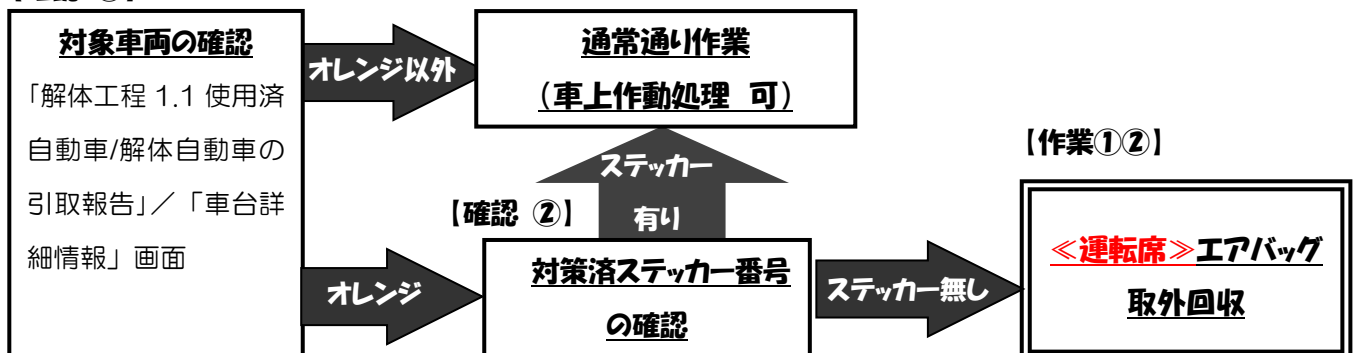 対象車両の確認
「解体工程 1.1 使用済
自動車/解体自動車の
引取報告」／「車台詳
細情報」画面
オレンジ以外
通常通り作業
（車上作動処理 可）
ステッカー
有り
【確認 ②】
オレンジ
対策済ステッカー番号
の確認
ステッカー無し
【作業①②】
≪運転席≫エアバッグ
取外回収